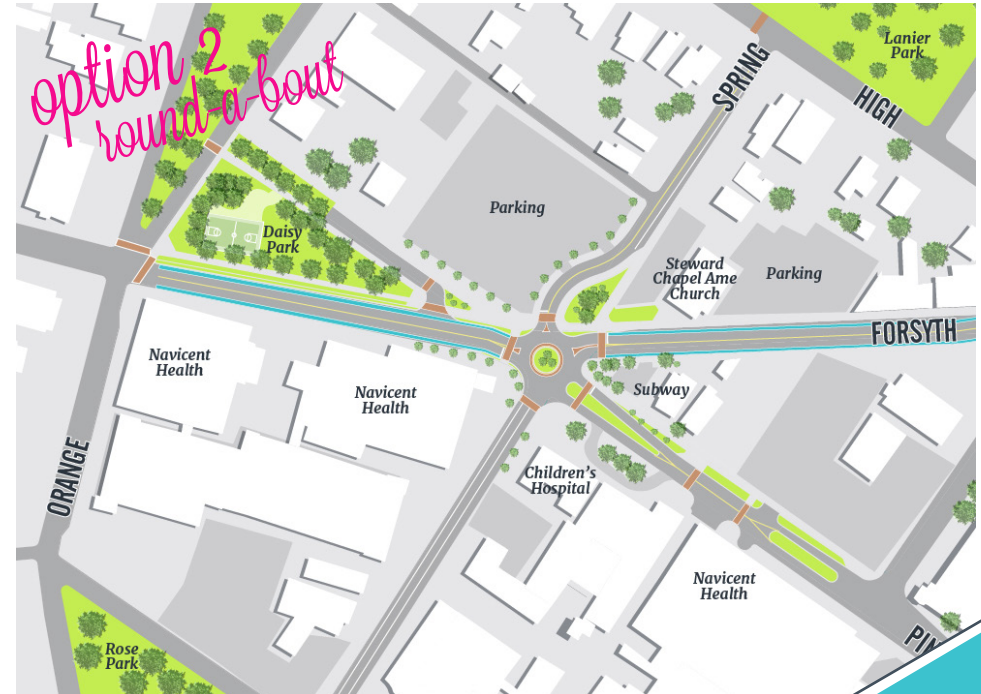 option 2
round-a-bout
Lanier
Park
SPRING
HIGH
Parking
Daisy
Park
Steward
Chapel Ame
Church
Parking
FORSYTH
Navicent
Health
Navicent
Health
Subway
ORANGE
Children's
Hospital
Navicent
Health
Rose
Park